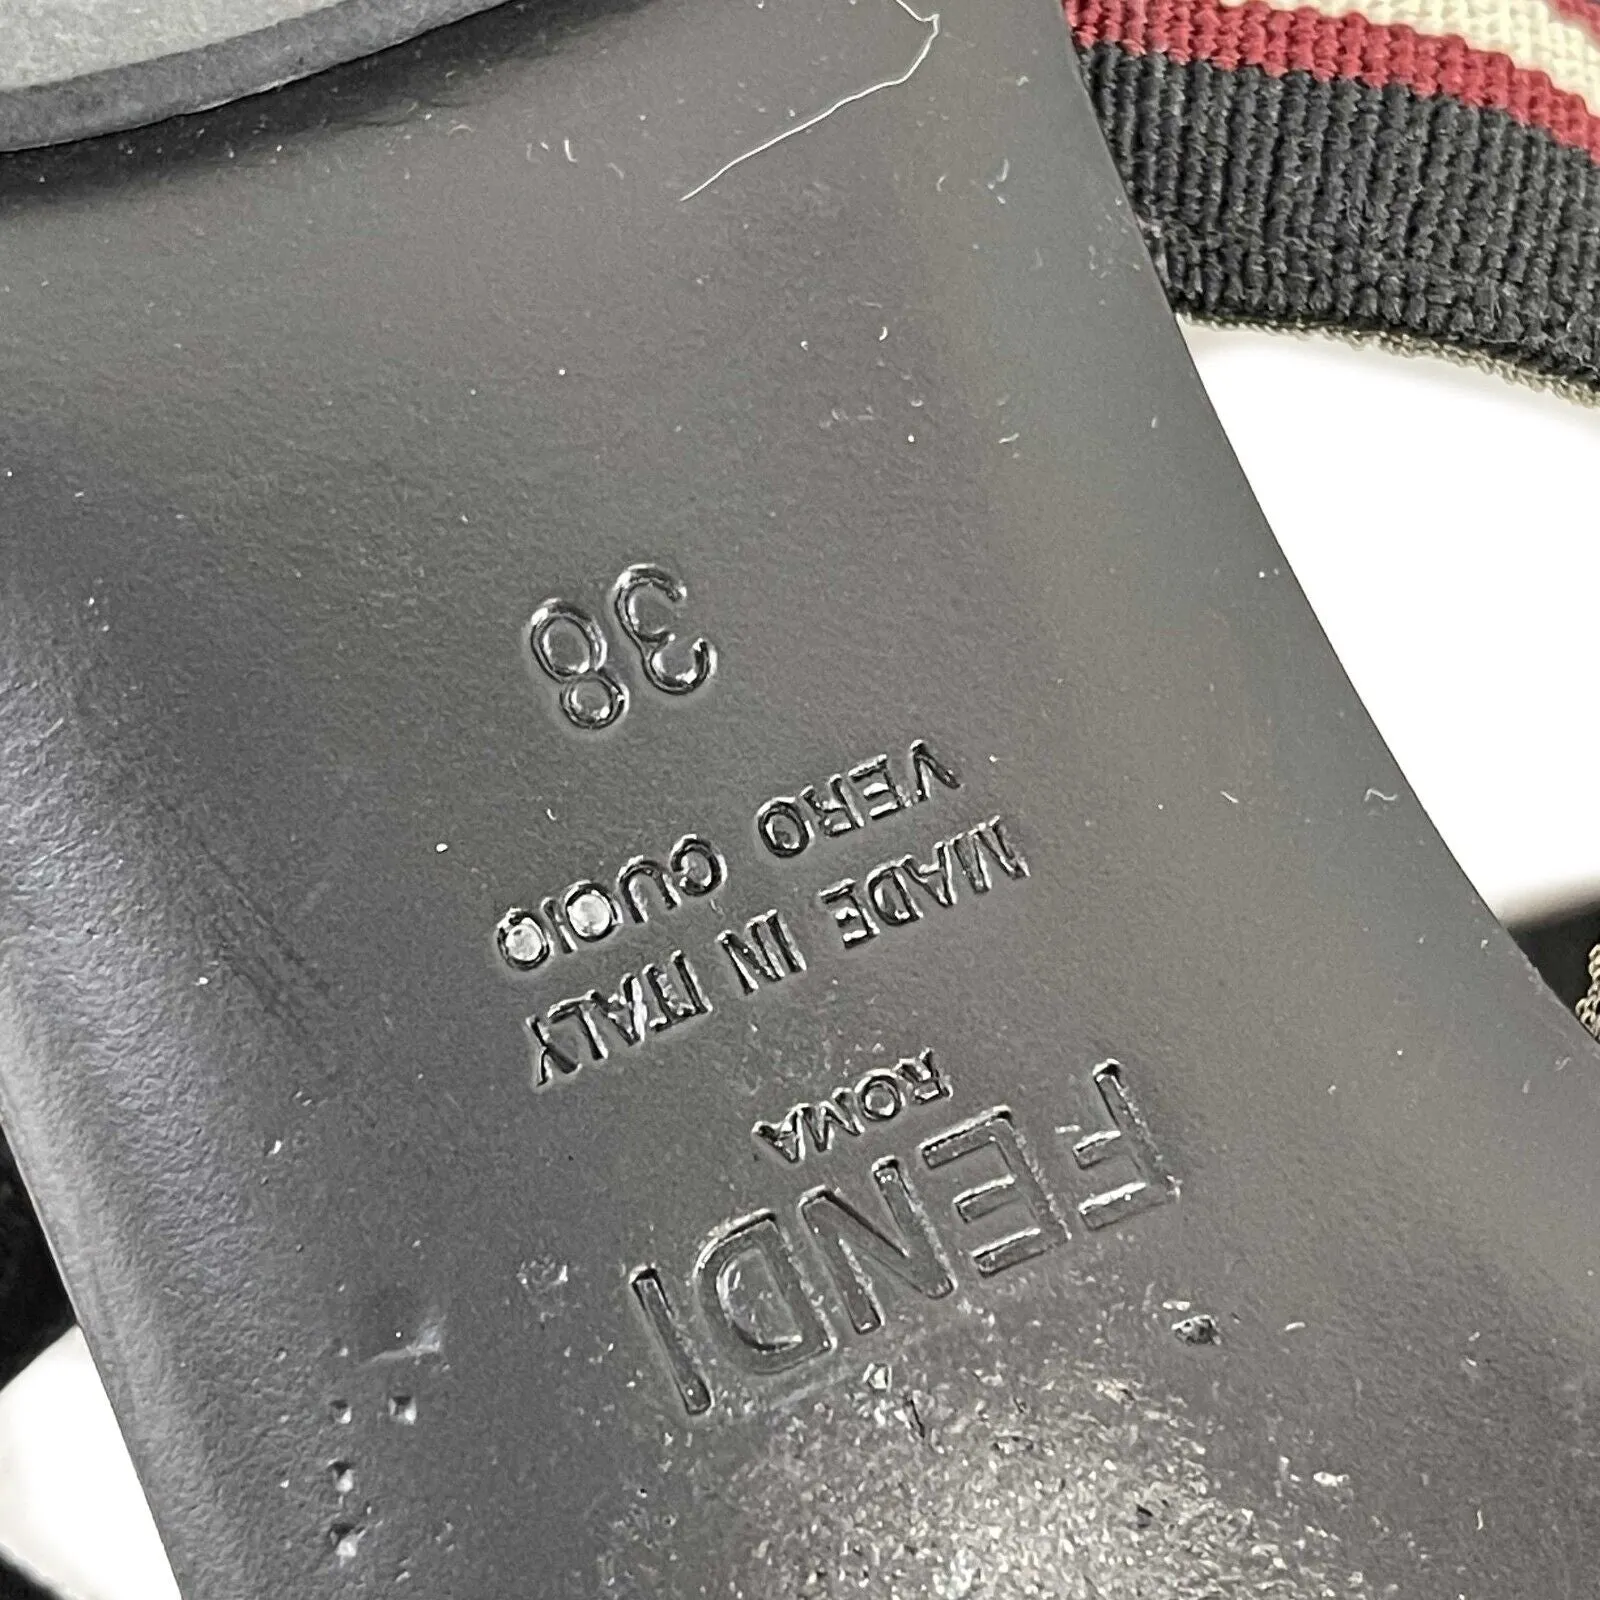 FENDI
ROMA
MADE IN ITALY
VERO CUOIO
38